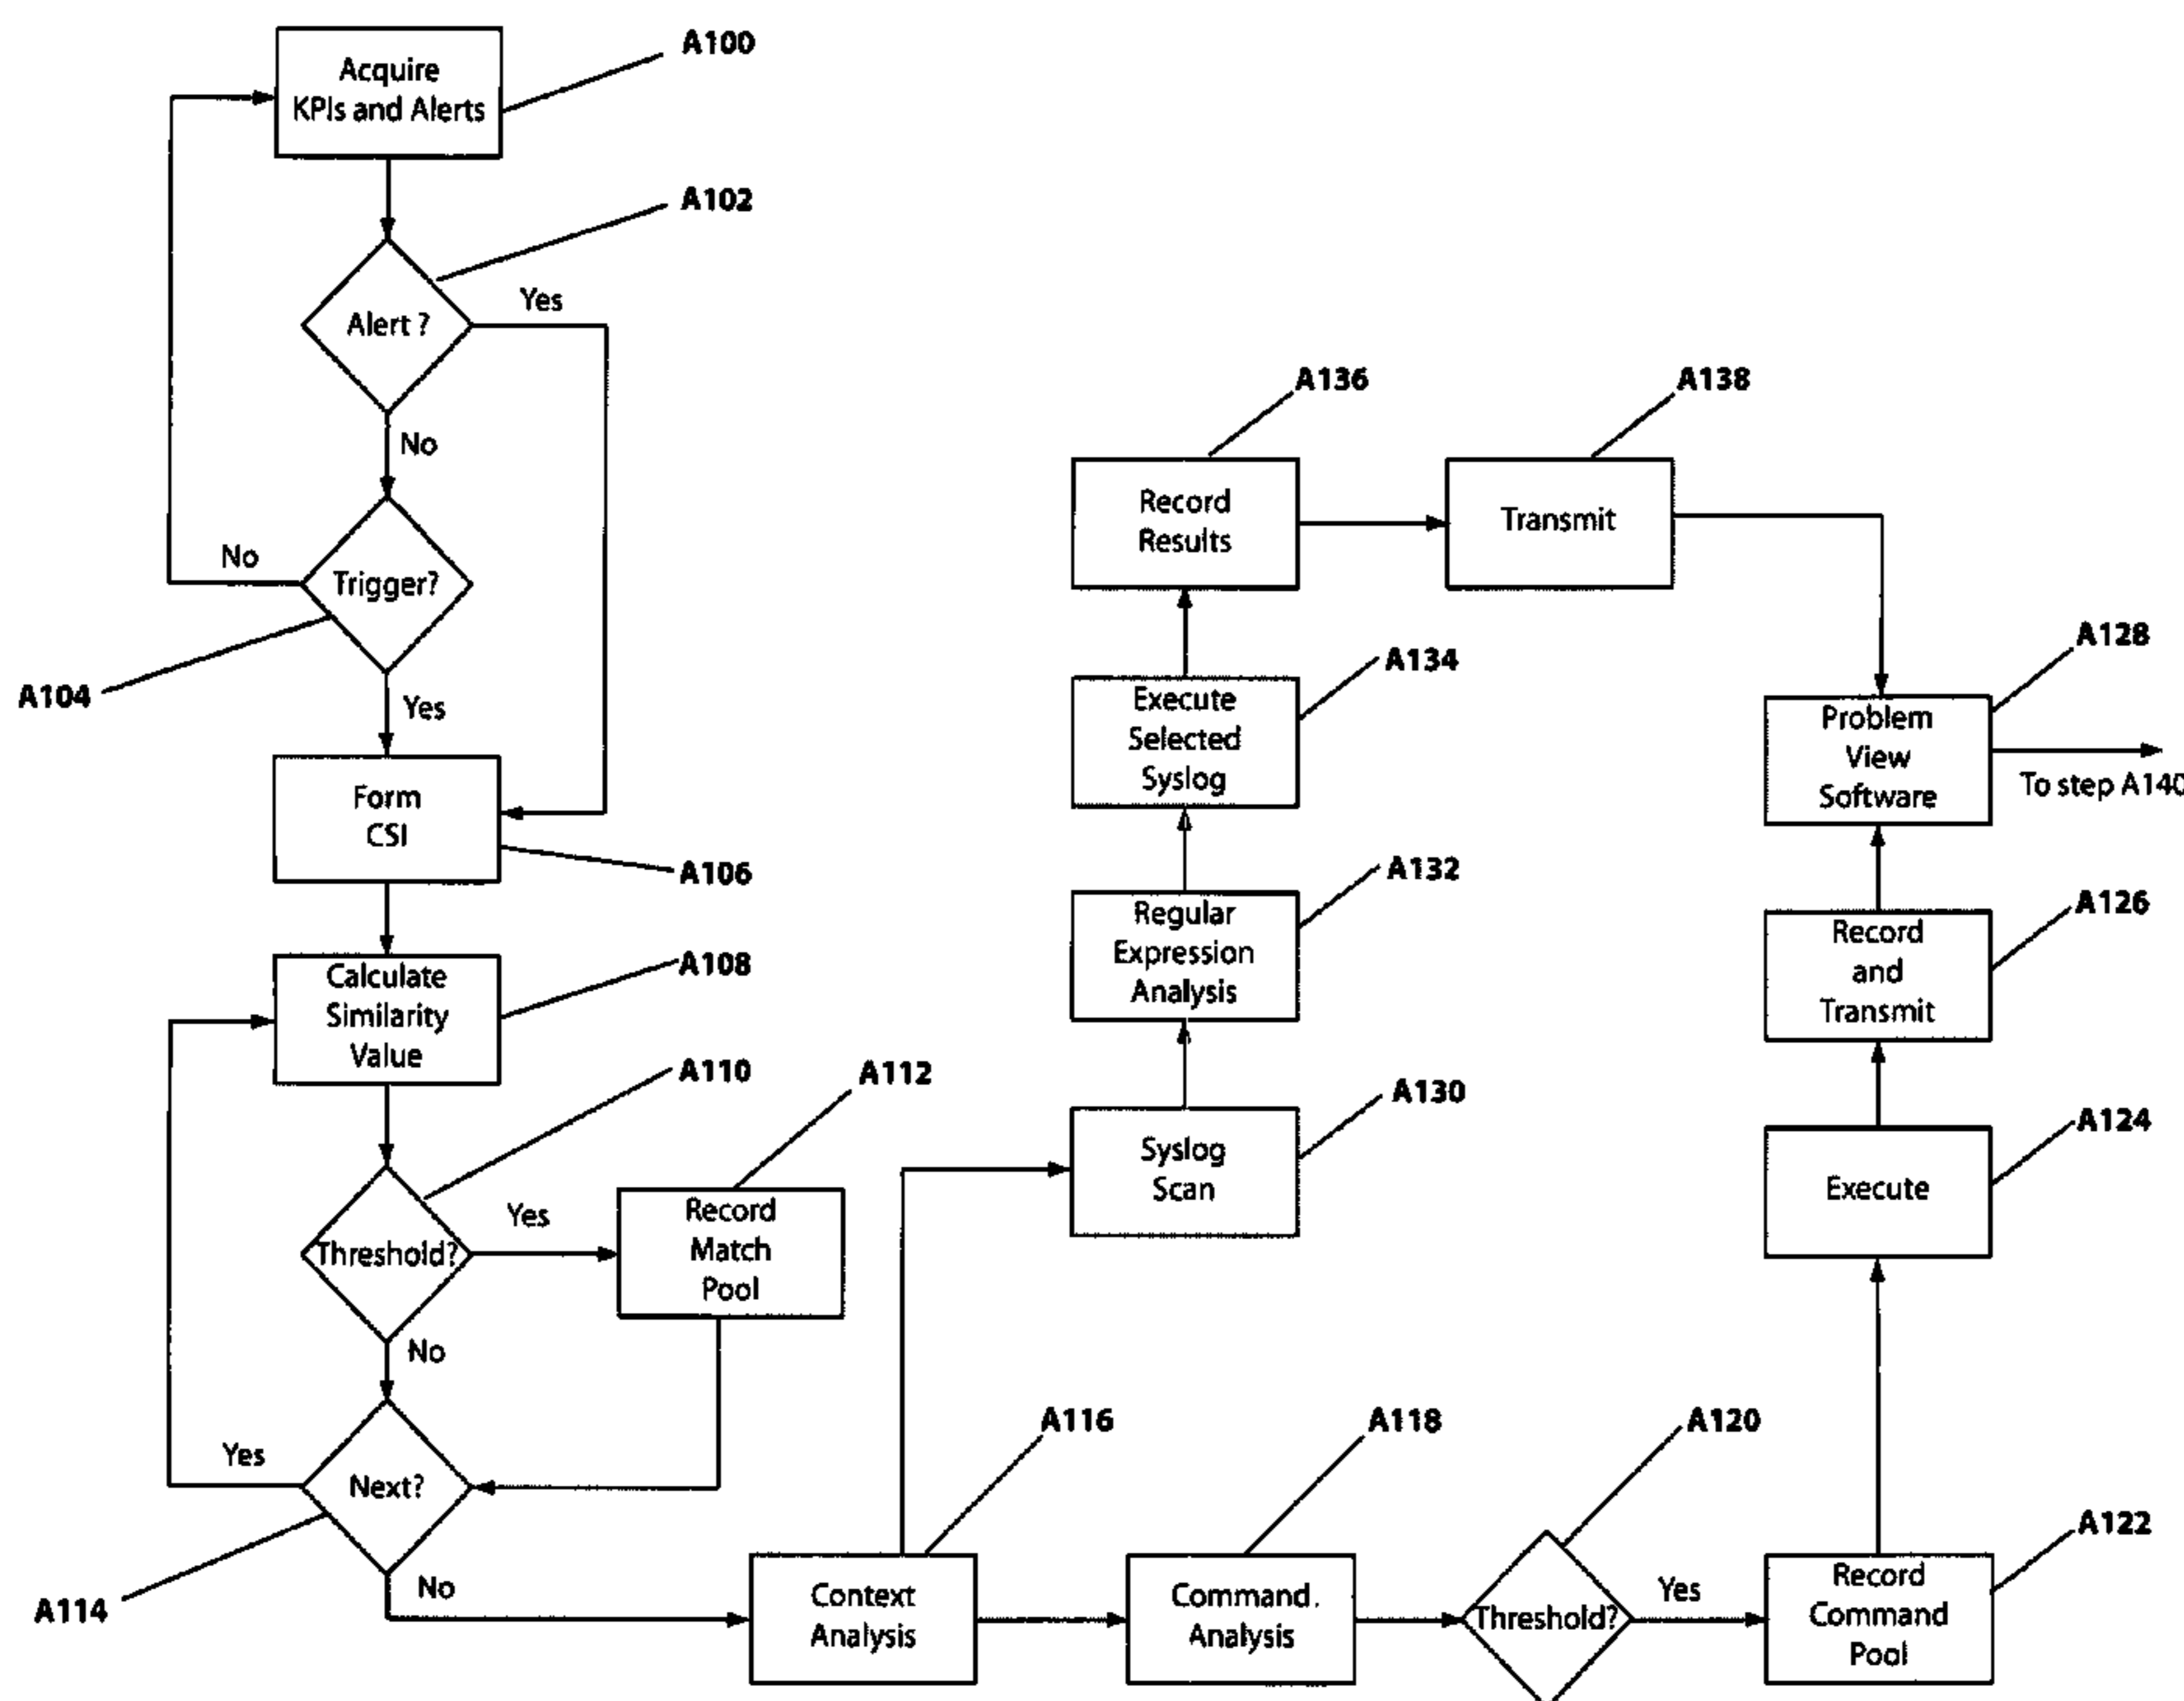 Acquire
KPIs and Alerts
A100
A102
Alert ?
Yes
No
Trigger?
No
A104
Yes
Form
CSI
A106
Calculate
Similarity
Value
A108
A110
Threshold?
Yes
A112
Record
Match
Pool
No
Next?
Yes
A114
No
A116
Context
Analysis
A118
Command.
Analysis
A120
Threshold?
Yes
A122
Record
Command
Pool
A124
Execute
A126
Record
and
Transmit
A128
Problem
View
Software
To step A140
A130
Syslog
Scan
A132
Regular
Expression
Analysis
A134
Execute
Selected
Syslog
A136
Record
Results
A138
Transmit